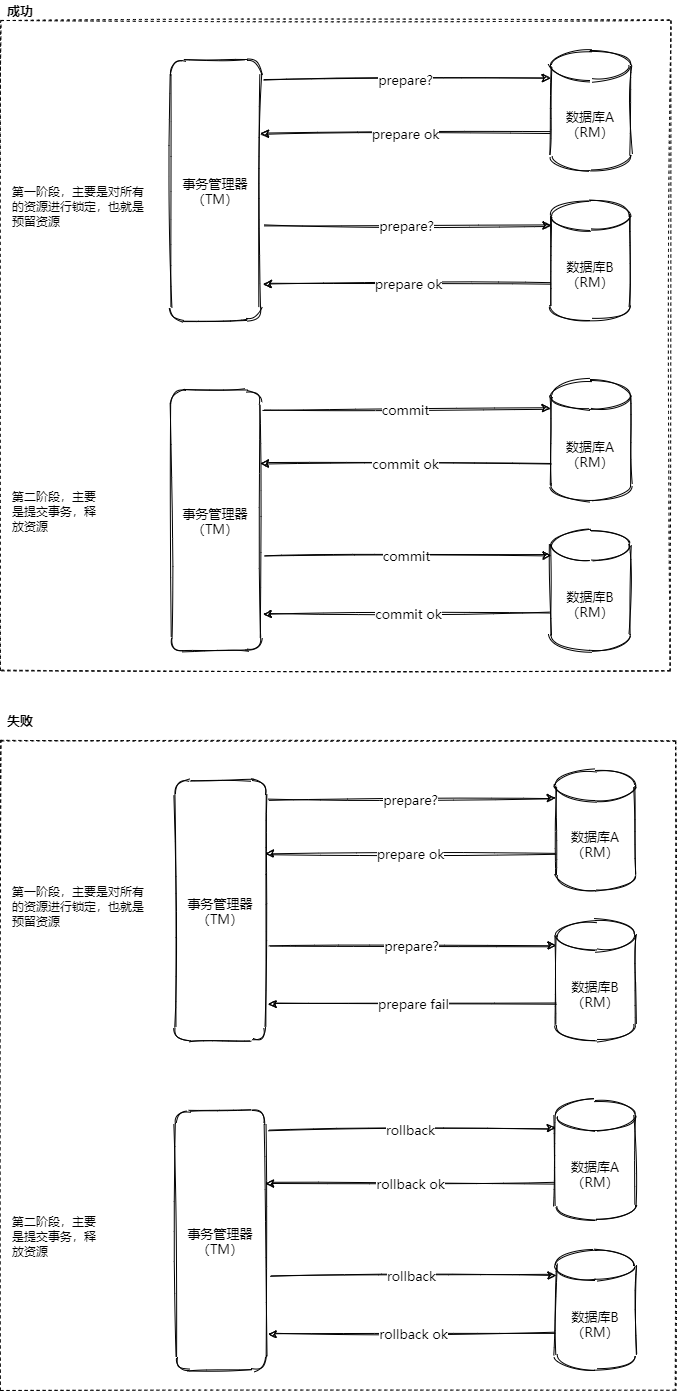 成功
prepare?
数据库A
（RM）
prepare ok
事务管理器
（TM）
第一阶段，主要是对所有
的资源进行锁定，也就是
预留资源
prepare?
数据库B
（RM）
prepare ok
commit
数据库A
（RM）
commit ok
第二阶段，主要
是提交事务，释
放资源
事务管理器
（TM）
commit
数据库B
（RM）
commit ok
失败
prepare?
数据库A
（RM）
prepare ok
第一阶段，主要是对所有
的资源进行锁定，也就是
预留资源
事务管理器
（TM）
prepare?
数据库B
（RM）
prepare fail
rollback
数据库A
（RM）
rollback ok
第二阶段，主要
是提交事务，释
放资源
事务管理器
（TM）
rollback
数据库B
（RM）
rollback ok